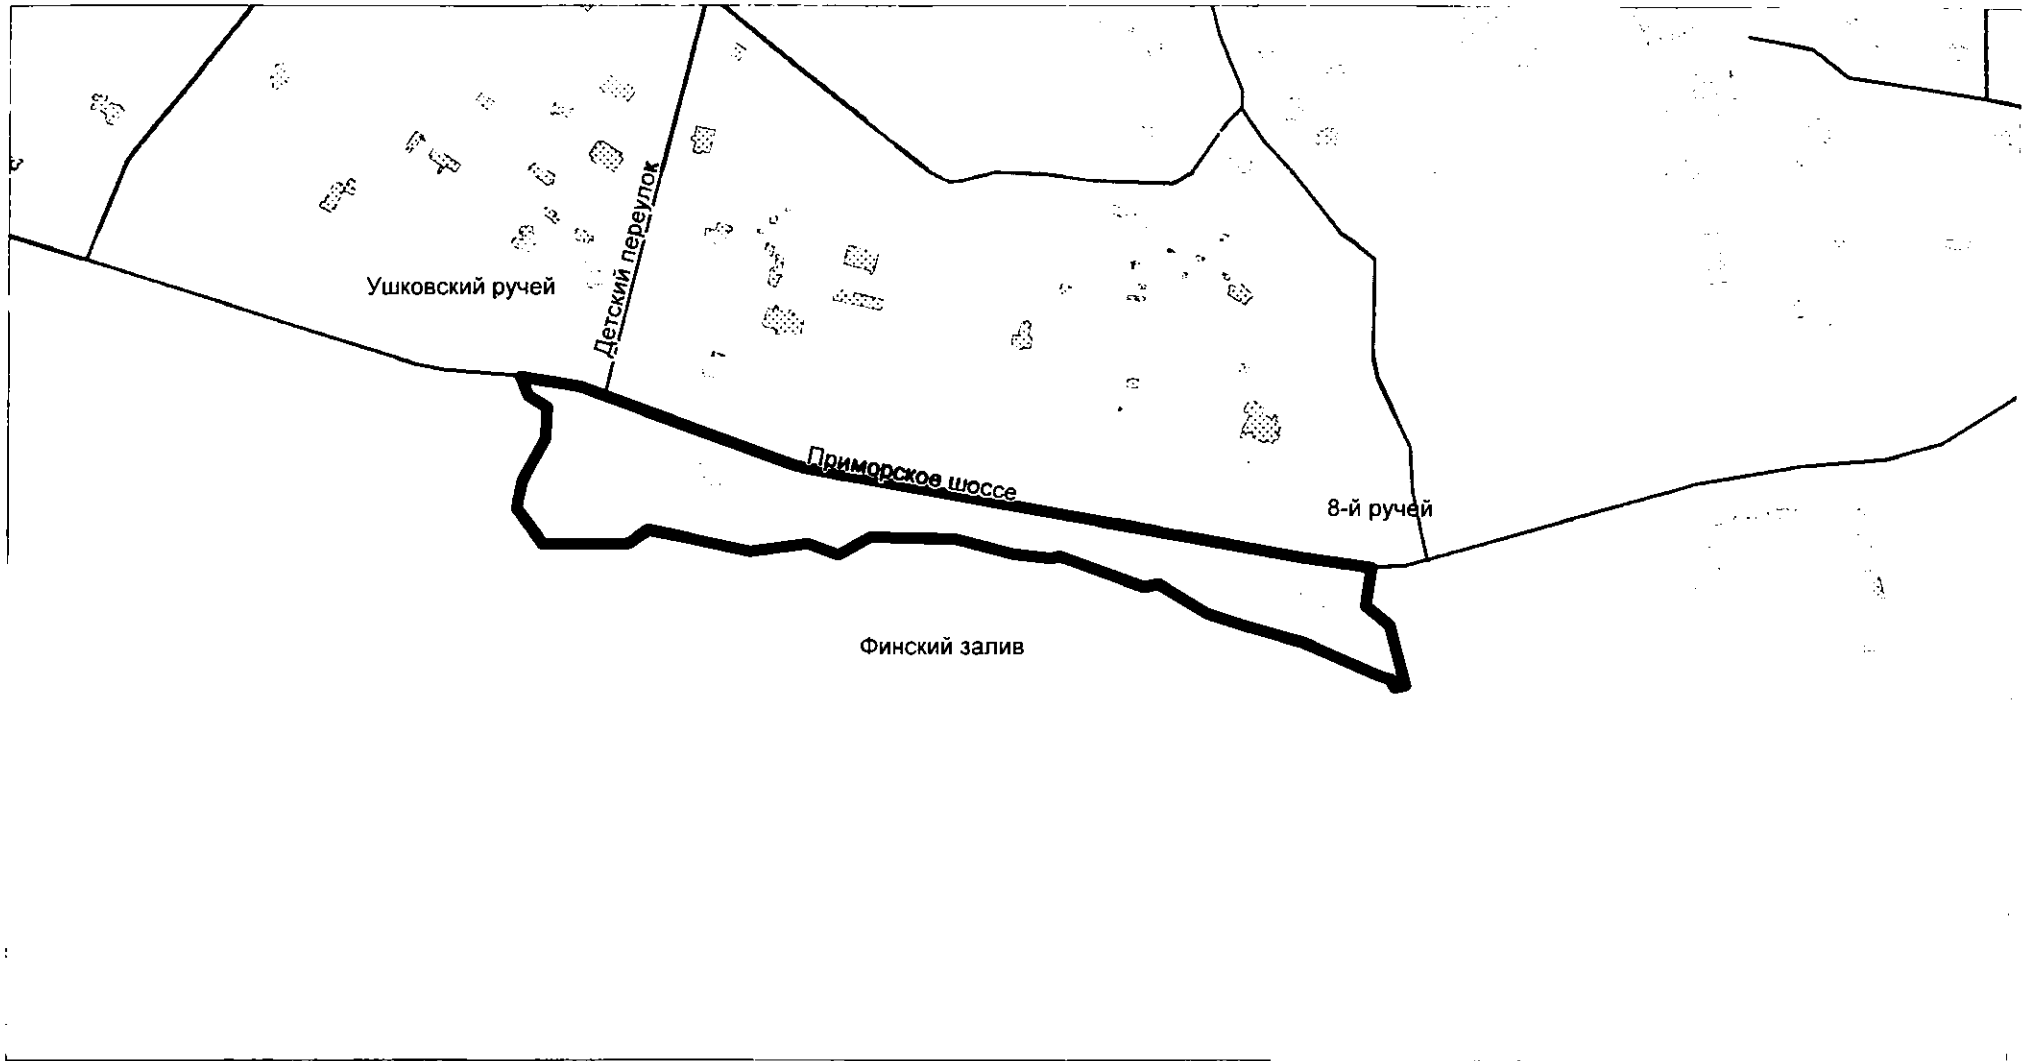 Детский переулок
Ушковский ручей
Приморское шоссе
8-й ручей
Финский залив